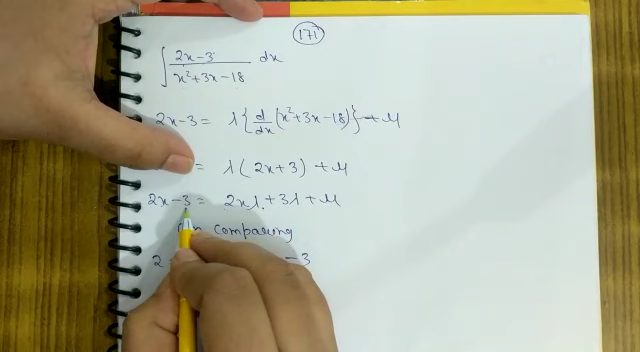 171
∫ 2x-3 / x²+3x-18 dx
2x-3 = λ{d/dx(x²+3x-18)} + μ
= λ(2x+3) + μ
2x-3 = 2xλ + 3λ + μ
comparing
2 -3